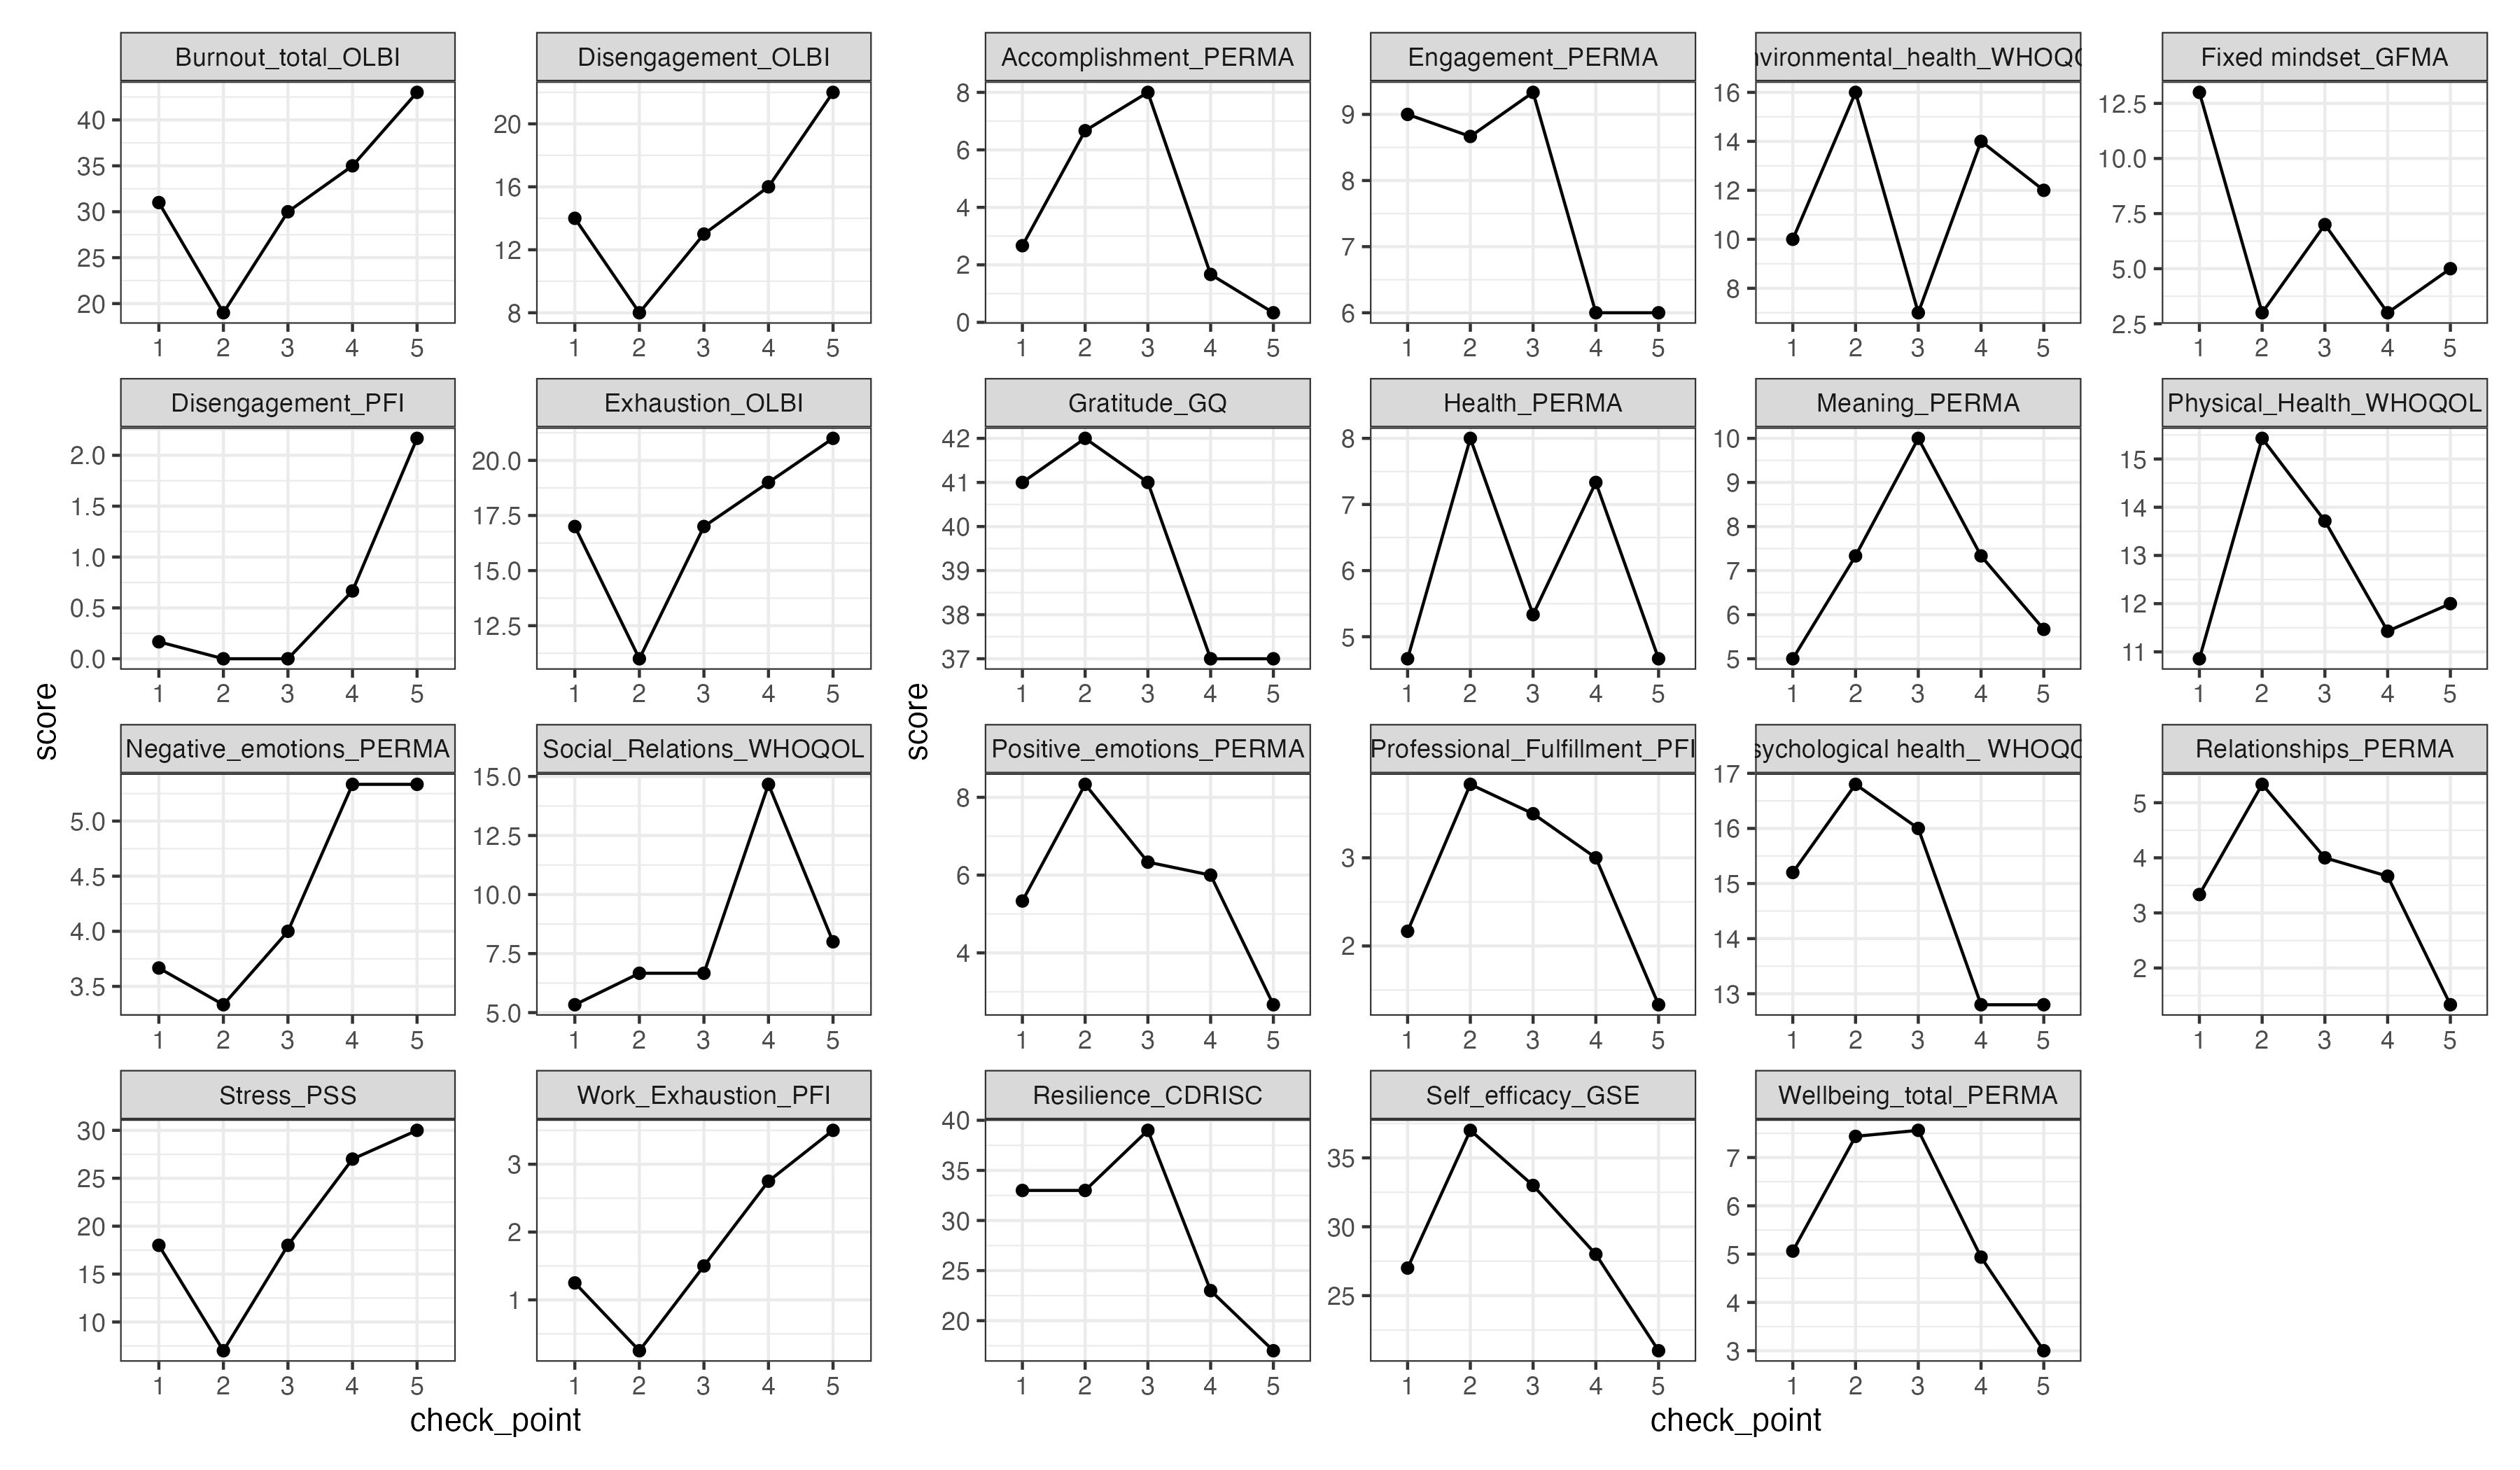 Burnout_total_OLBI
Disengagement_OLBI
40
35
30
25
20
1 2 3 4 5
20
16
12
8
1 2 3 4 5
Disengagement_PFI
Exhaustion_OLBI
2.0
1.5
1.0
0.5
0.0
1 2 3 4 5
20.0
17.5
15.0
12.5
1 2 3 4 5
Negative_emotions_PERMA
Social_Relations_WHOQOL
5.0
4.5
4.0
3.5
1 2 3 4 5
15.0
12.5
10.0
7.5
5.0
1 2 3 4 5
Stress_PSS
Work_Exhaustion_PFI
30
25
20
15
10
1 2 3 4 5
3
2
1
1 2 3 4 5
score
check_point
Accomplishment_PERMA
Engagement_PERMA
nvironmental_health_WHOQO
Fixed mindset_GFMA
8
6
4
2
0
1 2 3 4 5
9
8
7
6
1 2 3 4 5
16
14
12
10
8
1 2 3 4 5
12.5
10.0
7.5
5.0
2.5
1 2 3 4 5
Gratitude_GQ
Health_PERMA
Meaning_PERMA
Physical_Health_WHOQOL
42
41
40
39
38
37
1 2 3 4 5
8
7
6
5
1 2 3 4 5
10
9
8
7
6
5
1 2 3 4 5
15
14
13
12
11
1 2 3 4 5
Positive_emotions_PERMA
Professional_Fulfillment_PFI
sychological health_ WHOQO
Relationships_PERMA
8
6
4
1 2 3 4 5
3
2
1 2 3 4 5
17
16
15
14
13
1 2 3 4 5
5
4
3
2
1 2 3 4 5
Resilience_CDRISC
Self_efficacy_GSE
Wellbeing_total_PERMA
40
35
30
25
20
1 2 3 4 5
35
30
25
1 2 3 4 5
7
6
5
4
3
1 2 3 4 5
score
check_point